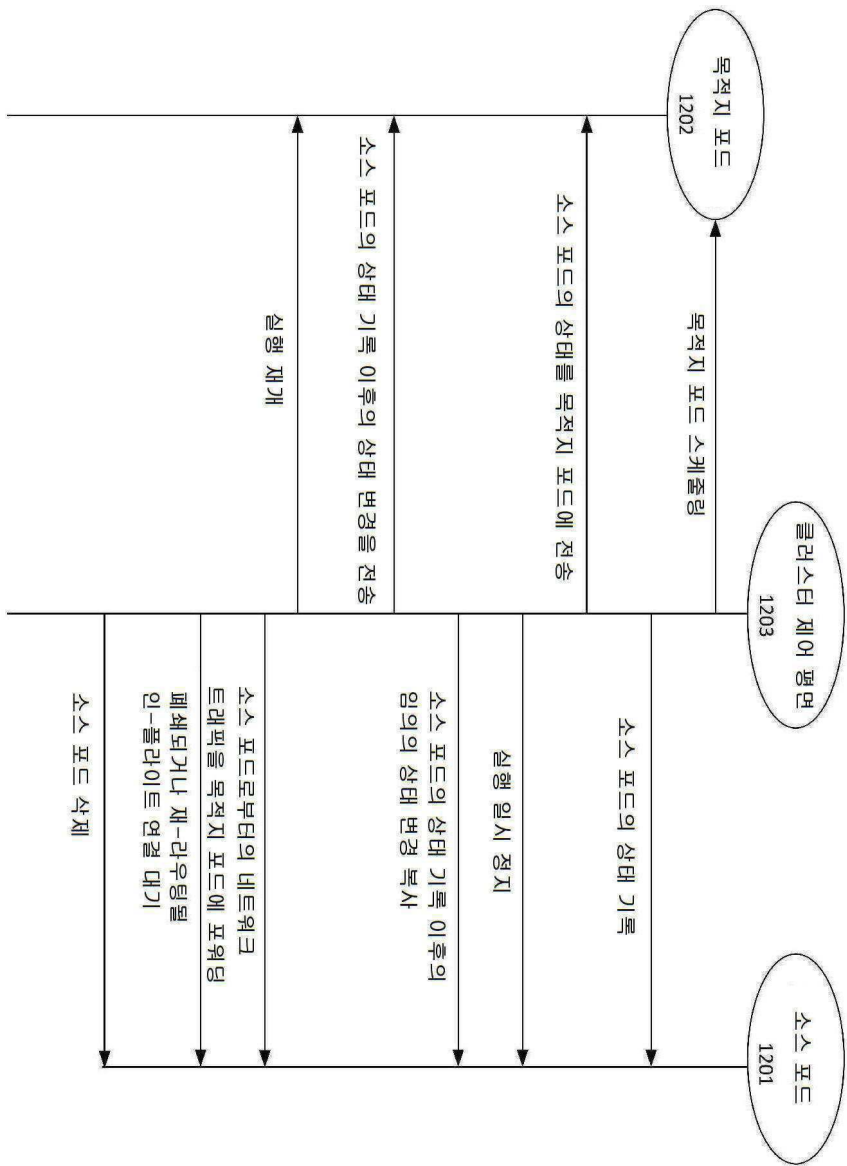 목적지 포드
1202
클러스터 제어 평면
1203
소스 포드
1201
목적지 포드 스케줄링
소스 포드의 상태 기록
소스 포드의 상태를 목적지 포드에 전송
실행 일시 정지
소스 포드의 상태 기록 이후의
임의의 상태 변경 복사
소스 포드의 상태 기록 이후의 상태 변경을 전송
실행 재개
소스 포드로부터의 네트워크
트래픽을 목적지 포드에 포워딩
폐쇄되거나 재-라우팅될
인-플라이트 연결 대기
소스 포드 삭제